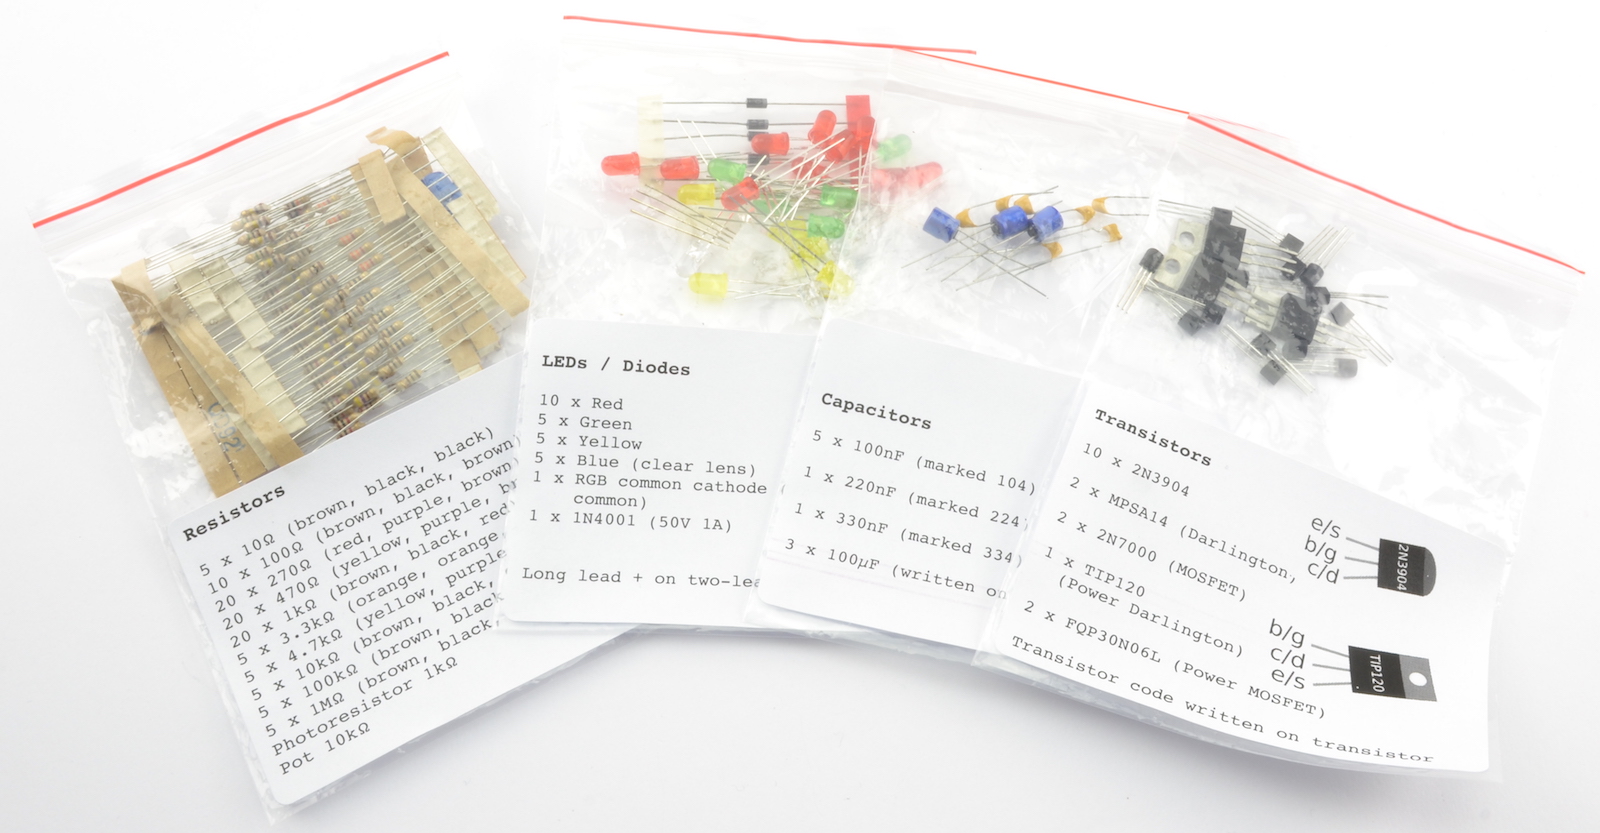 Resistors
5 x 10Ω (brown, black, black)
10 x 100Ω (brown, black, brown)
20 x 270Ω (red, purple, brown)
20 x 470Ω (yellow, purple, br
20 x 1kΩ (brown, black, red
5 x 3.3kΩ (orange, orange,
5 x 4.7kΩ (yellow, purple
5 x 10kΩ (brown, black,
5 x 100kΩ (brown, black
5 x 1MΩ (brown, black,
Photoresistor 1kΩ
Pot 10kΩ
LEDs / Diodes
10 x Red
5 x Green
5 x Yellow
5 x Blue (clear lens)
1 x RGB common cathode (
common)
1 x 1N4001 (50V 1A)
Long lead + on two-lea
Capacitors
5 x 100nF (marked 104)
1 x 220nF (marked 224)
1 x 330nF (marked 334)
3 x 100µF (written on
Transistors
10 x 2N3904
2 x MPSA14 (Darlington,
2 x 2N7000 (MOSFET)
1 x TIP120
(Power Darlington)
2 x FQP30N06L (Power MOSFET)
Transistor code written on transistor
e/s
b/g
c/d
2N3904
b/g
c/d
e/s
TIP120